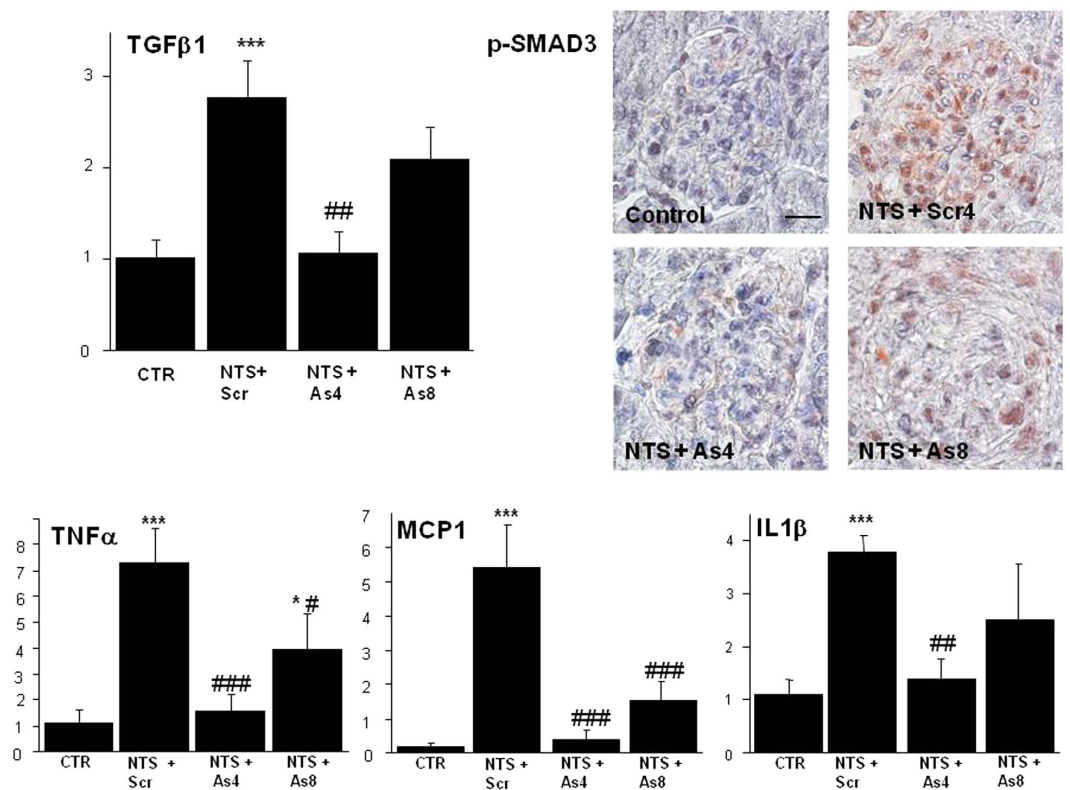 TGFβ1
***
3
2
##
1
0
CTR
NTS+
Scr
NTS +
As4
NTS +
As8
p-SMAD3
Control
NTS + Scr4
NTS + As4
NTS + As8
TNFα
***
8
7
6
5
4
3
2
1
0
###
* #
CTR
NTS +
Scr
NTS +
As4
NTS +
As8
MCP1
***
7
6
5
4
3
2
1
0
###
###
CTR
NTS +
Scr
NTS +
As4
NTS +
As8
IL1β
***
4
3
2
1
0
##
CTR
NTS +
Scr
NTS +
As4
NTS +
As8